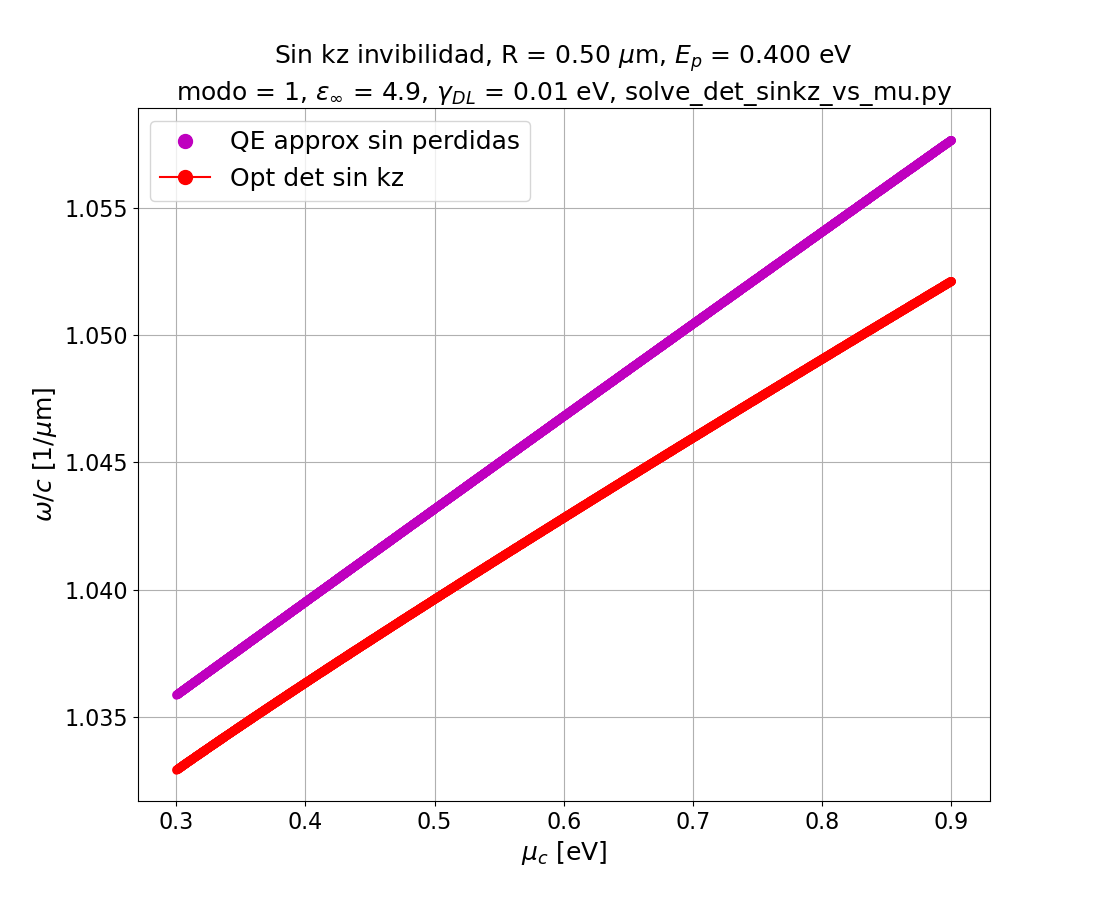 Sin kz invibilidad, R = 0.50 μm, E_p = 0.400 eV
modo = 1, ε_∞ = 4.9, γ_DL = 0.01 eV, solve_det_sinkz_vs_mu.py
QE approx sin perdidas
Opt det sin kz
1.055
1.050
1.045
1.040
1.035
ω/c [1/μm]
0.3 0.4 0.5 0.6 0.7 0.8 0.9
μ_c [eV]